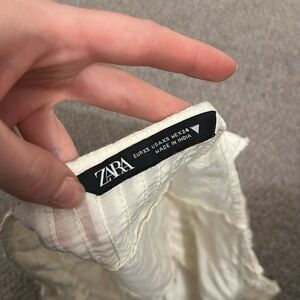 ZARA
EUR XS USA XS MEX 24
MADE IN INDIA